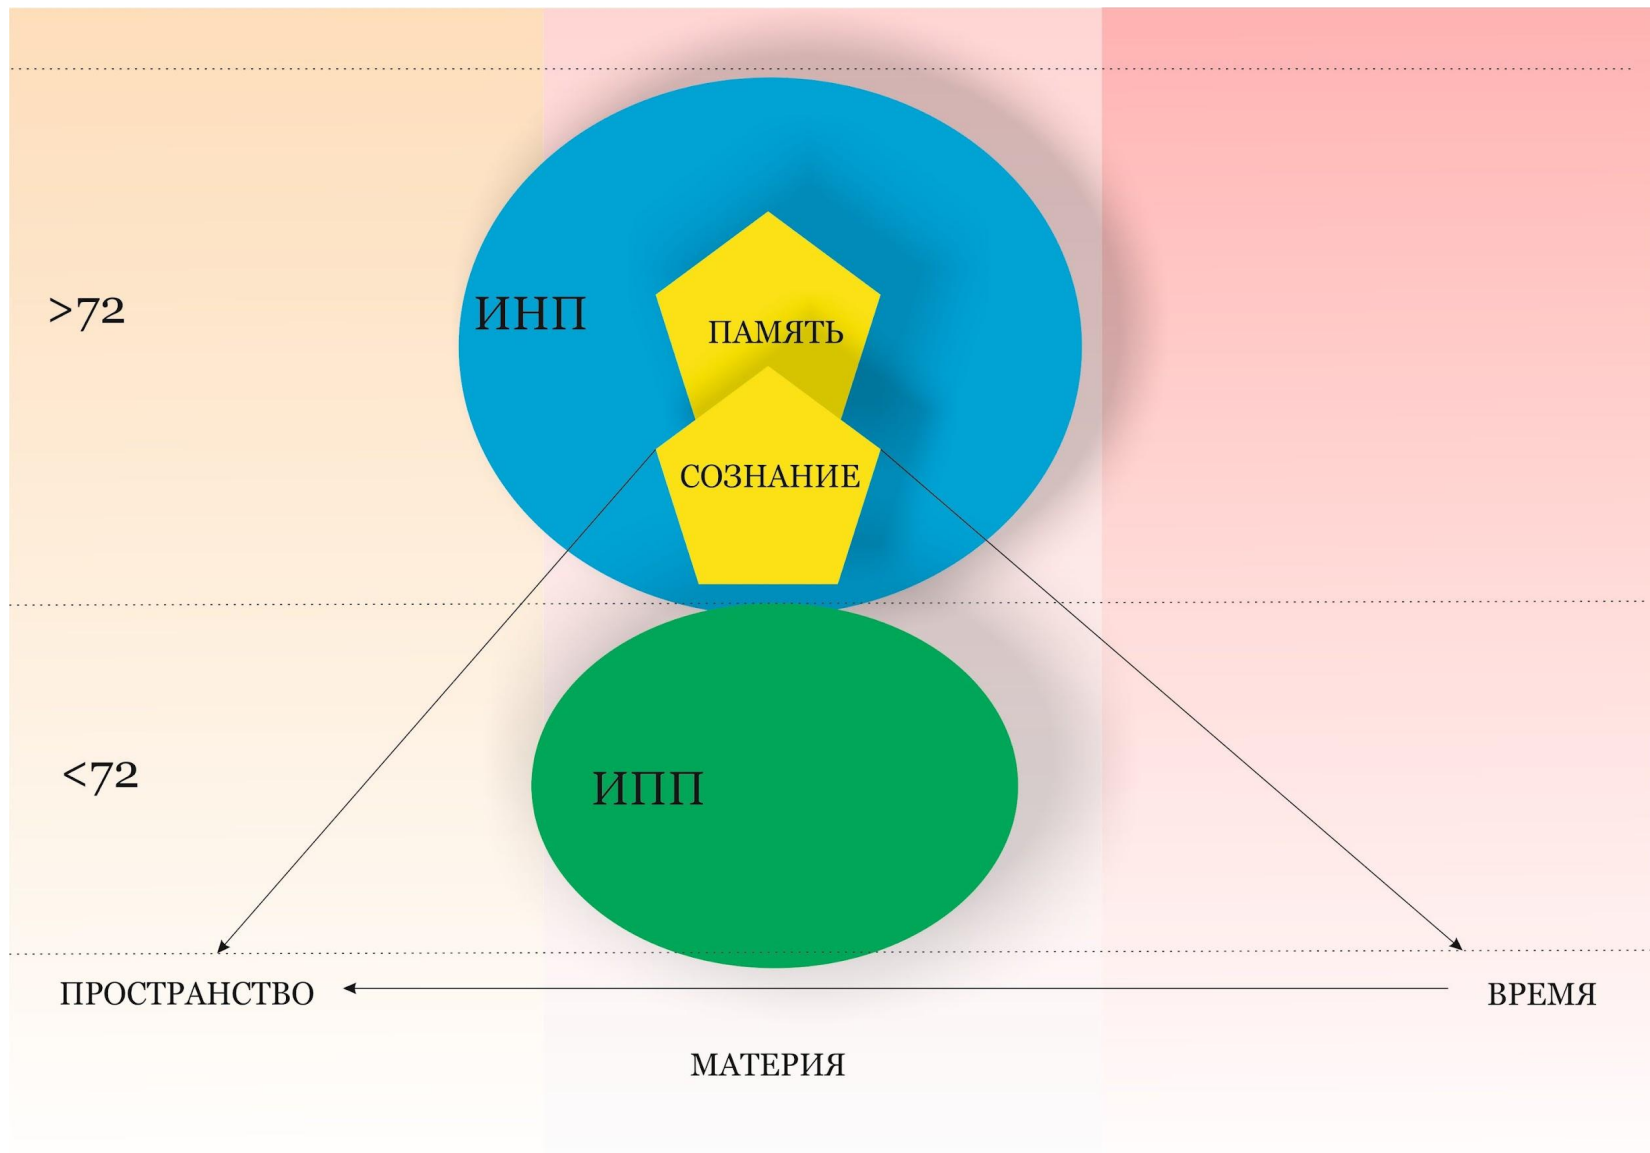 >72
ИНП
ПАМЯТЬ
СОЗНАНИЕ
<72
ИПП
ПРОСТРАНСТВО
ВРЕМЯ
МАТЕРИЯ